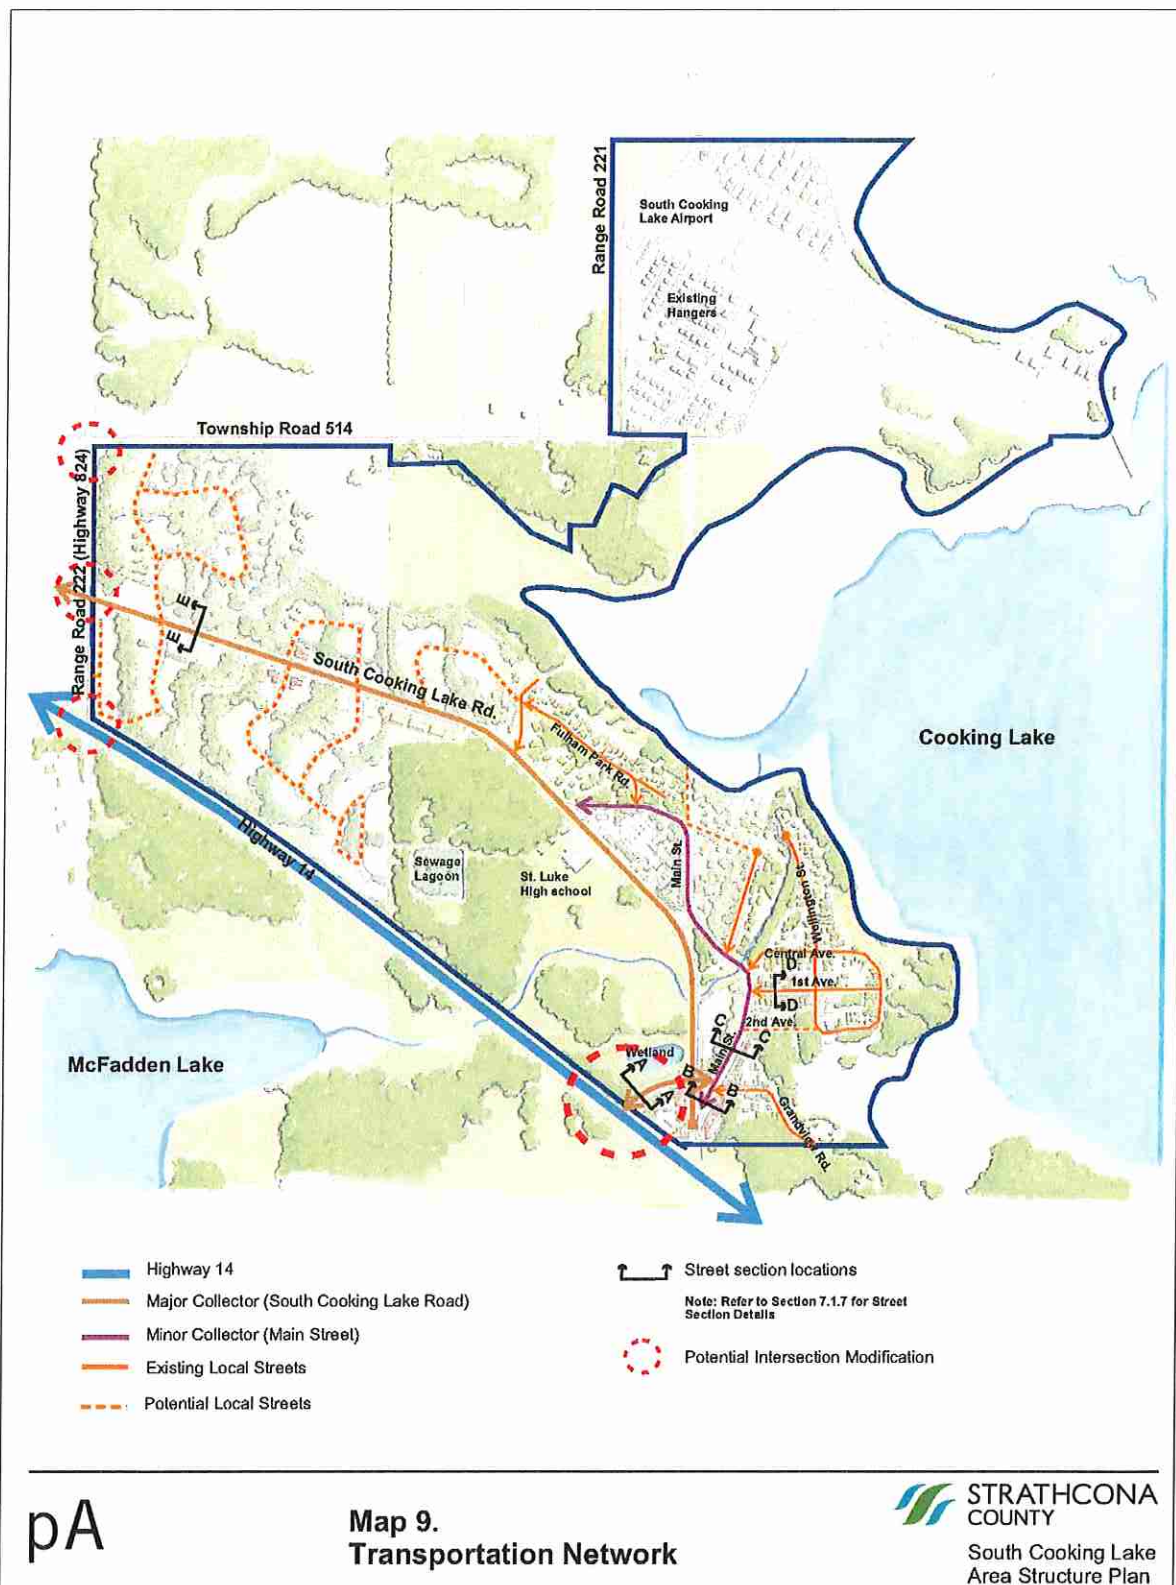 Range Road 221
South Cooking
Lake Airport
Existing
Hangers
Township Road 514
Range Road 222 (Highway 824)
E
E
South Cooking Lake Rd.
Fulham Park Rd.
Cooking Lake
Highway 14
Main St.
Sewage
Lagoon
St. Luke
High school
Wellington St.
Central Ave.
D
1st Ave.
D
2nd Ave.
C
C
Main St.
Wetland
A
A
B
B
McFadden Lake
Grandview Rd.
Highway 14
Major Collector (South Cooking Lake Road)
Minor Collector (Main Street)
Existing Local Streets
Potential Local Streets
Street section locations
Note: Refer to Section 7.1.7 for Street
Section Details
Potential Intersection Modification
pA
Map 9.
Transportation Network
STRATHCONA
COUNTY
South Cooking Lake
Area Structure Plan